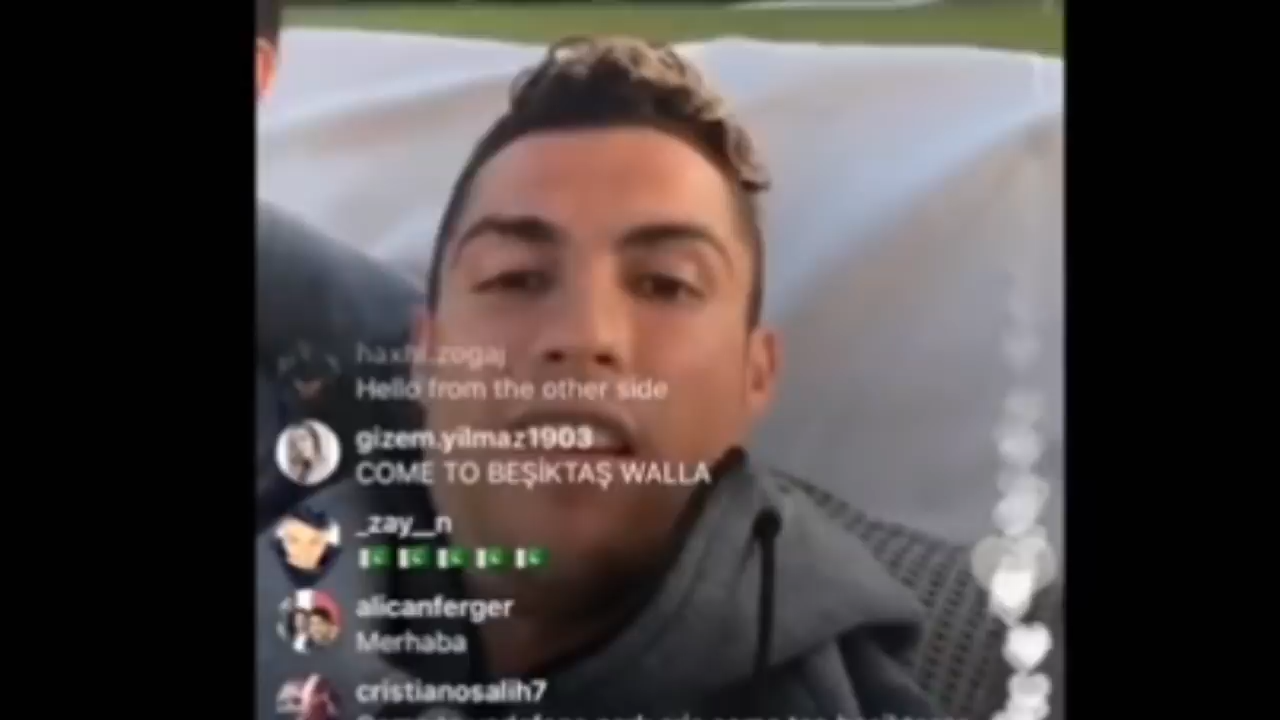 haxhi.zogaj
Hello from the other side
gizem.yilmaz1903
COME TO BEŞİKTAŞ WALLA
_zay__n
🇵🇰🇵🇰🇵🇰🇵🇰🇵🇰
alicanferger
Merhaba
cristianosalih7